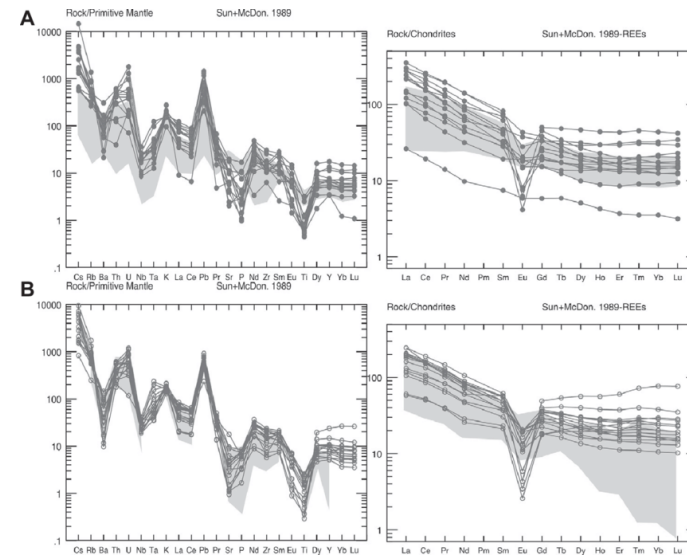 A
Rock/Primitive Mantle Sun+McDon. 1989
10000
1000
100
10
1
.1
Cs Rb Ba Th U Nb Ta K La Ce Pb Pr Sr P Nd Zr Sm Eu Ti Dy Y Yb Lu
Rock/Chondrites Sun+McDon. 1989-REEs
100
10
1
La Ce Pr Nd Pm Sm Eu Gd Tb Dy Ho Er Tm Yb Lu
B
Rock/Primitive Mantle Sun+McDon. 1989
10000
1000
100
10
1
.1
Cs Rb Ba Th U Nb Ta K La Ce Pb Pr Sr P Nd Zr Sm Eu Ti Dy Y Yb Lu
Rock/Chondrites Sun+McDon. 1989-REEs
100
10
1
La Ce Pr Nd Pm Sm Eu Gd Tb Dy Ho Er Tm Yb Lu